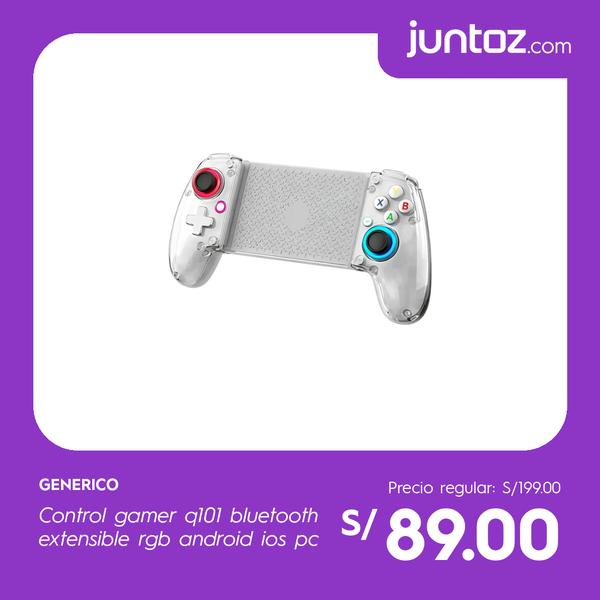 juntoz.com
Y
X B
A
GENERICO
Control gamer q101 bluetooth
extensible rgb android ios pc
Precio regular: S/199.00
S/ 89.00